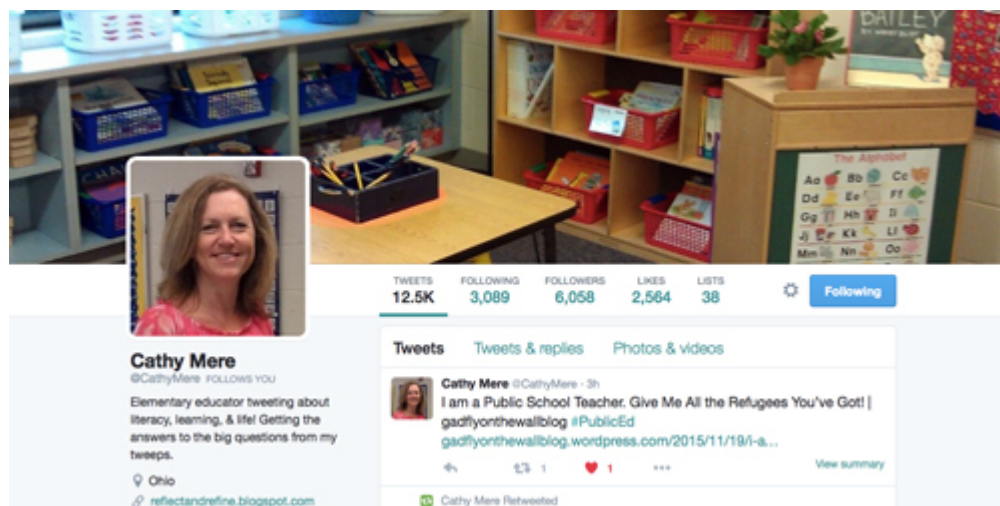 BAILEY
The Alphabet
Aa Bb Cc
Dd Ee Ff
Gg Hh Ii
Jj Kk Ll
Mm Nn Oo
TWEETS FOLLOWING FOLLOWERS LIKES LISTS
12.5K 3,089 6,058 2,564 38
Following
Cathy Mere
@CathyMere FOLLOWS YOU
Elementary educator tweeting about
literacy, learning, & life! Getting the
answers to the big questions from my
tweeps.
Ohio
reflectandrefine.blogspot.com
Tweets Tweets & replies Photos & videos
Cathy Mere @CathyMere · 3h
I am a Public School Teacher. Give Me All the Refugees You've Got! |
gadflyonthewallblog #PublicEd
gadflyonthewallblog.wordpress.com/2015/11/19/i-a…
1 1 View summary
Cathy Mere Retweeted